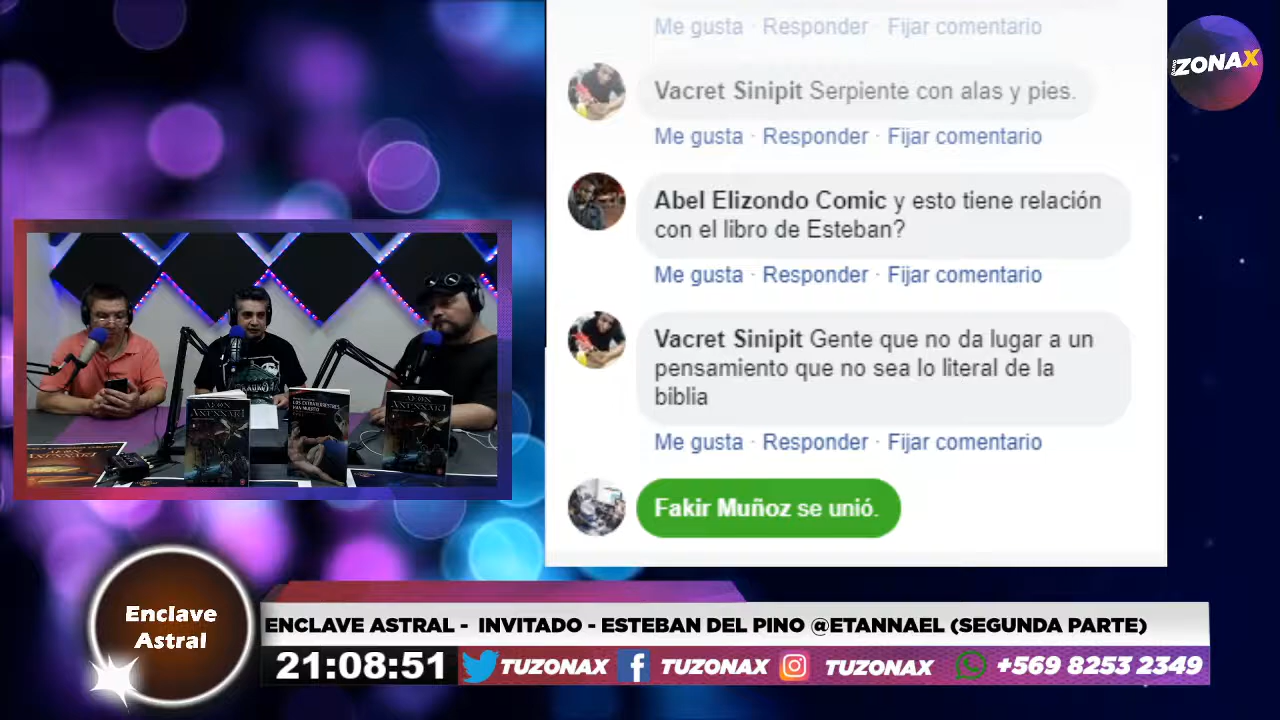 Me gusta · Responder · Fijar comentario
ZONAX
Vacret Sinipit Serpiente con alas y pies.
Me gusta · Responder · Fijar comentario
Abel Elizondo Comic y esto tiene relación
con el libro de Esteban?
Me gusta · Responder · Fijar comentario
Vacret Sinipit Gente que no da lugar a un
pensamiento que no sea lo literal de la
biblia
Me gusta · Responder · Fijar comentario
Fakir Muñoz se unió.
LOS EXTRATERRESTRES
HAN MUERTO
Enclave
Astral
ENCLAVE ASTRAL - INVITADO - ESTEBAN DEL PINO @ETANNAEL (SEGUNDA PARTE)
21:08:51 TUZONAX TUZONAX TUZONAX +569 8253 2349